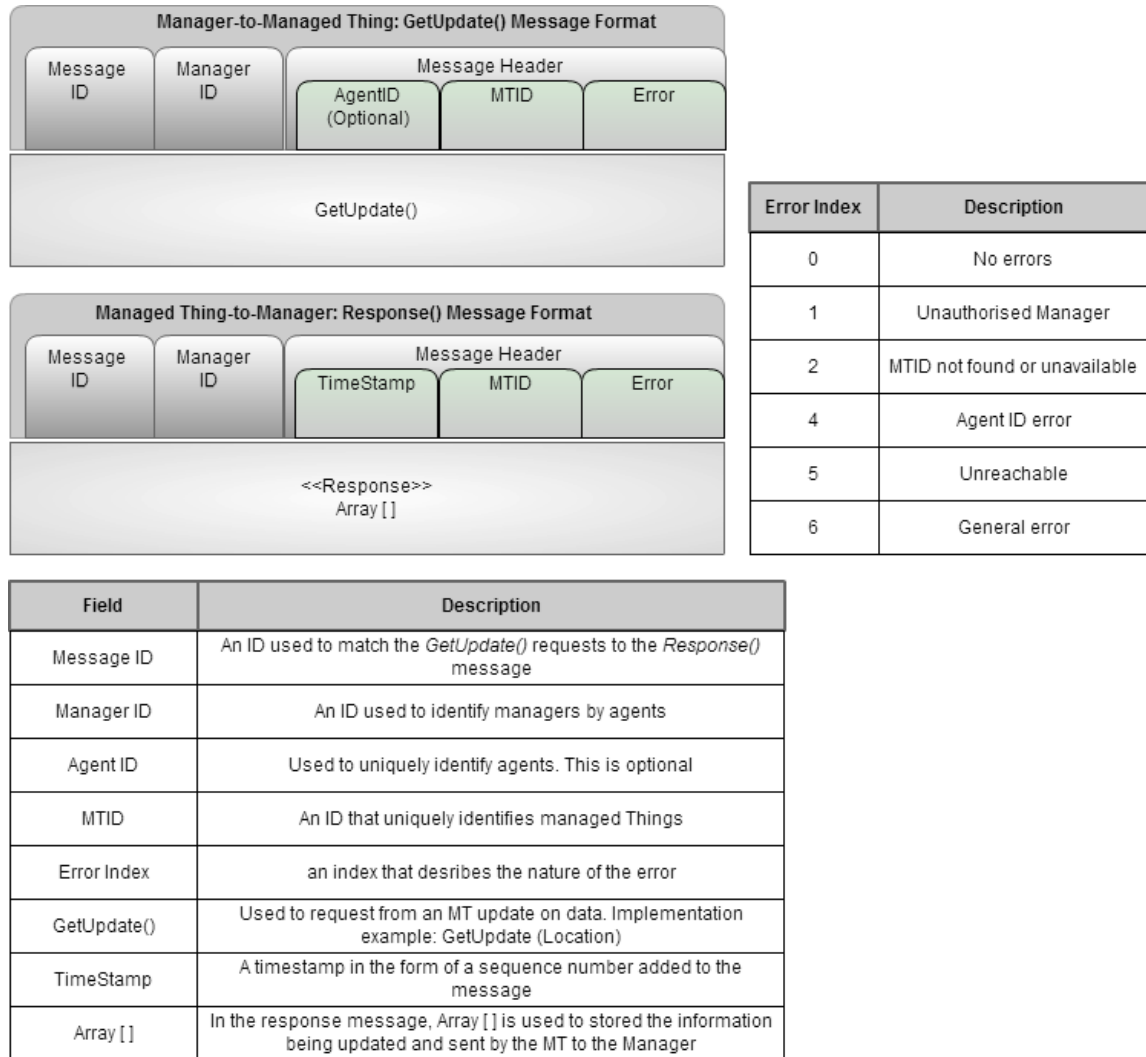 Manager-to-Managed Thing: GetUpdate() Message Format
Message ID
Manager ID
Message Header
AgentID (Optional)
MTID
Error
GetUpdate()
Managed Thing-to-Manager: Response() Message Format
Message ID
Manager ID
Message Header
TimeStamp
MTID
Error
<<Response>>
Array [ ]
Error Index Description
0 No errors
1 Unauthorised Manager
2 MTID not found or unavailable
4 Agent ID error
5 Unreachable
6 General error
Field Description
Message ID An ID used to match the GetUpdate() requests to the Response()
message
Manager ID An ID used to identify managers by agents
Agent ID Used to uniquely identify agents. This is optional
MTID An ID that uniquely identifies managed Things
Error Index an index that desribes the nature of the error
GetUpdate() Used to request from an MT update on data. Implementation
example: GetUpdate (Location)
TimeStamp A timestamp in the form of a sequence number added to the
message
Array [ ] In the response message, Array [ ] is used to stored the information
being updated and sent by the MT to the Manager